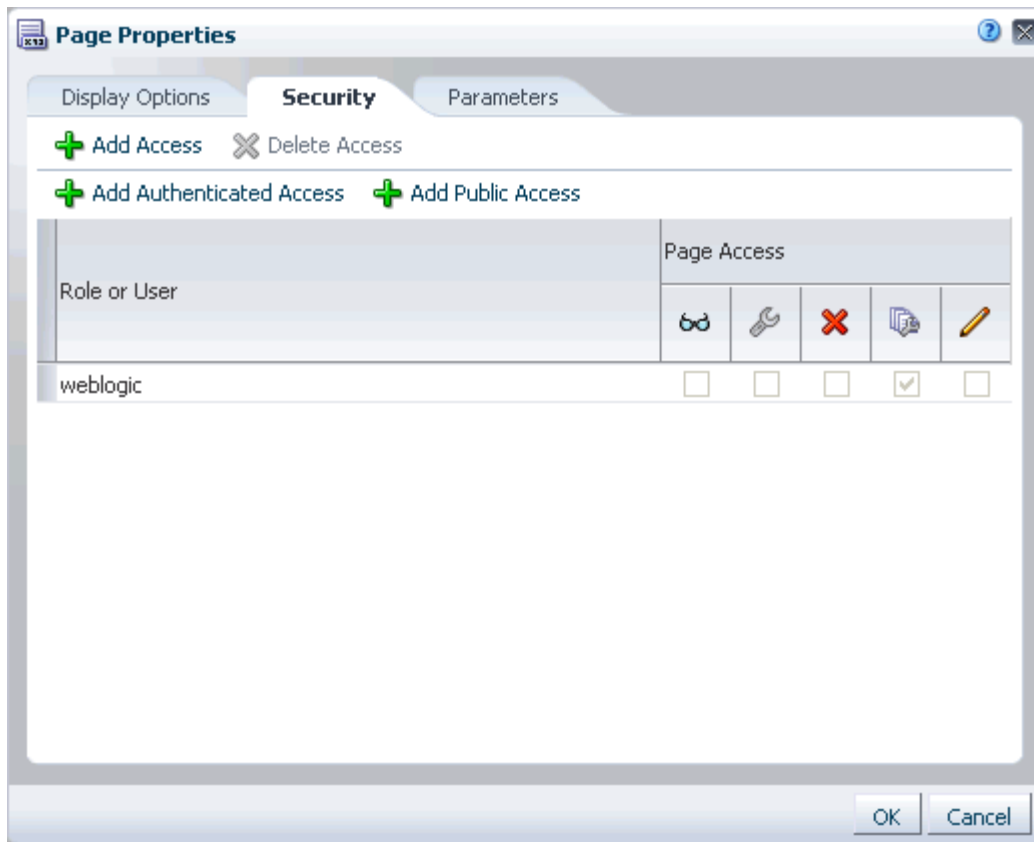 Page Properties
Display Options Security Parameters
Add Access Delete Access
Add Authenticated Access Add Public Access
Role or User
Page Access
weblogic
OK Cancel